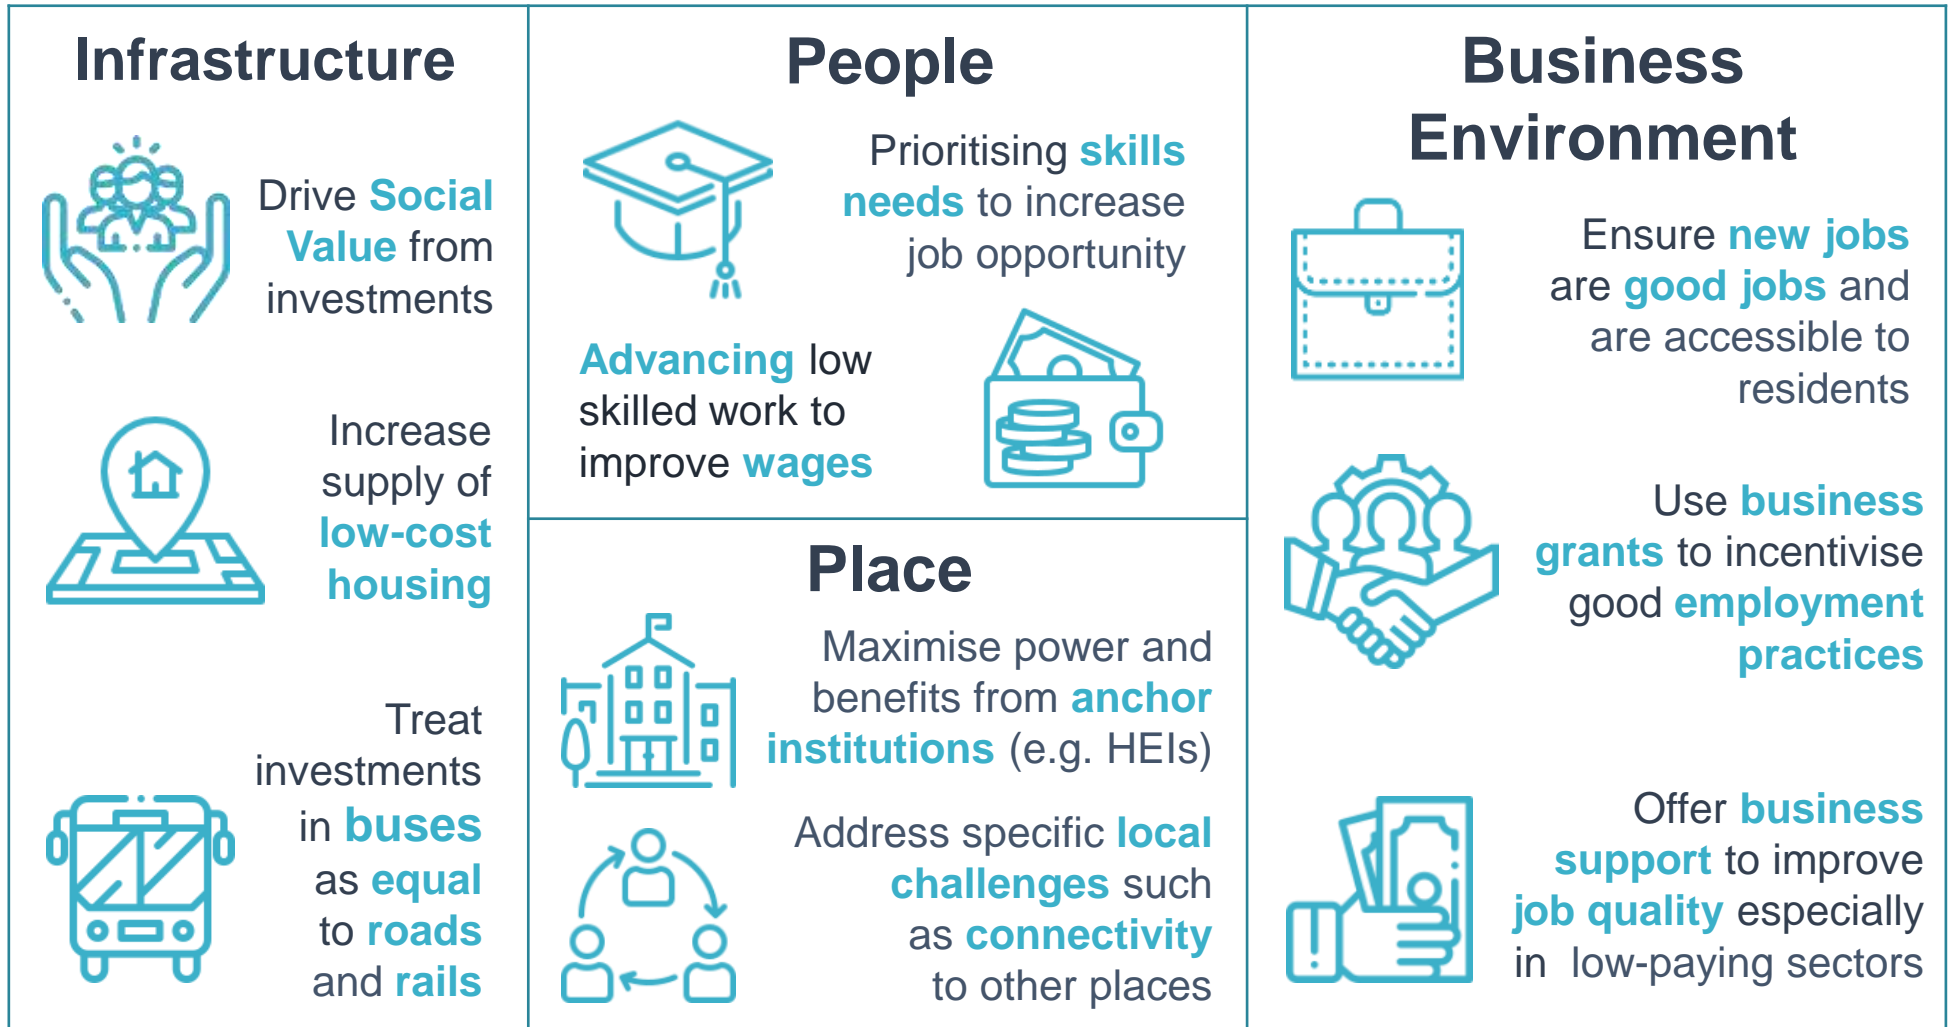 Infrastructure
Drive Social
Value from
investments
Increase
supply of
low-cost
housing
Treat
investments
in buses
as equal
to roads
and rails
People
Prioritising skills
needs to increase
job opportunity
Advancing low
skilled work to
improve wages
Place
Maximise power and
benefits from anchor
institutions (e.g. HEIs)
Address specific local
challenges such
as connectivity
to other places
Business
Environment
Ensure new jobs
are good jobs and
are accessible to
residents
Use business
grants to incentivise
good employment
practices
Offer business
support to improve
job quality especially
in low-paying sectors